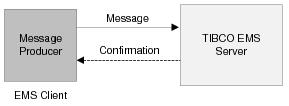 Message
Message
Producer
TIBCO EMS
Server
Confirmation
EMS Client